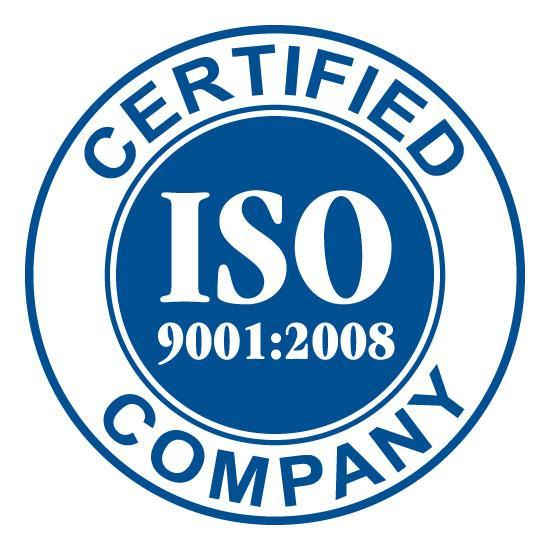 CERTIFIED
ISO
9001:2008
COMPANY